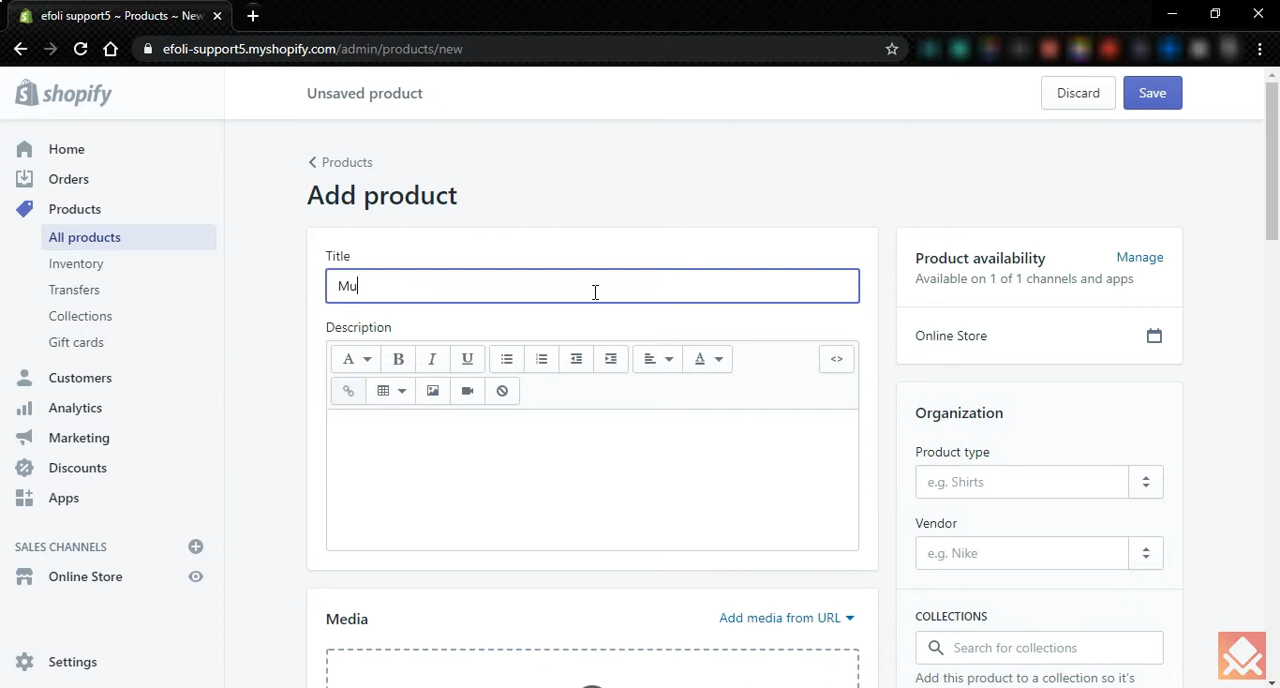 efoli support5 ~ Products ~ New
efoli-support5.myshopify.com/admin/products/new
shopify
Unsaved product
Discard
Save
Home
Orders
Products
All products
Inventory
Transfers
Collections
Gift cards
Customers
Analytics
Marketing
Discounts
Apps
SALES CHANNELS
Online Store
Settings
Products
Add product
Title
Mu
Description
A
B
I
U
A
<>
Media
Add media from URL
Product availability
Manage
Available on 1 of 1 channels and apps
Online Store
Organization
Product type
e.g. Shirts
Vendor
e.g. Nike
COLLECTIONS
Search for collections
Add this product to a collection so it's